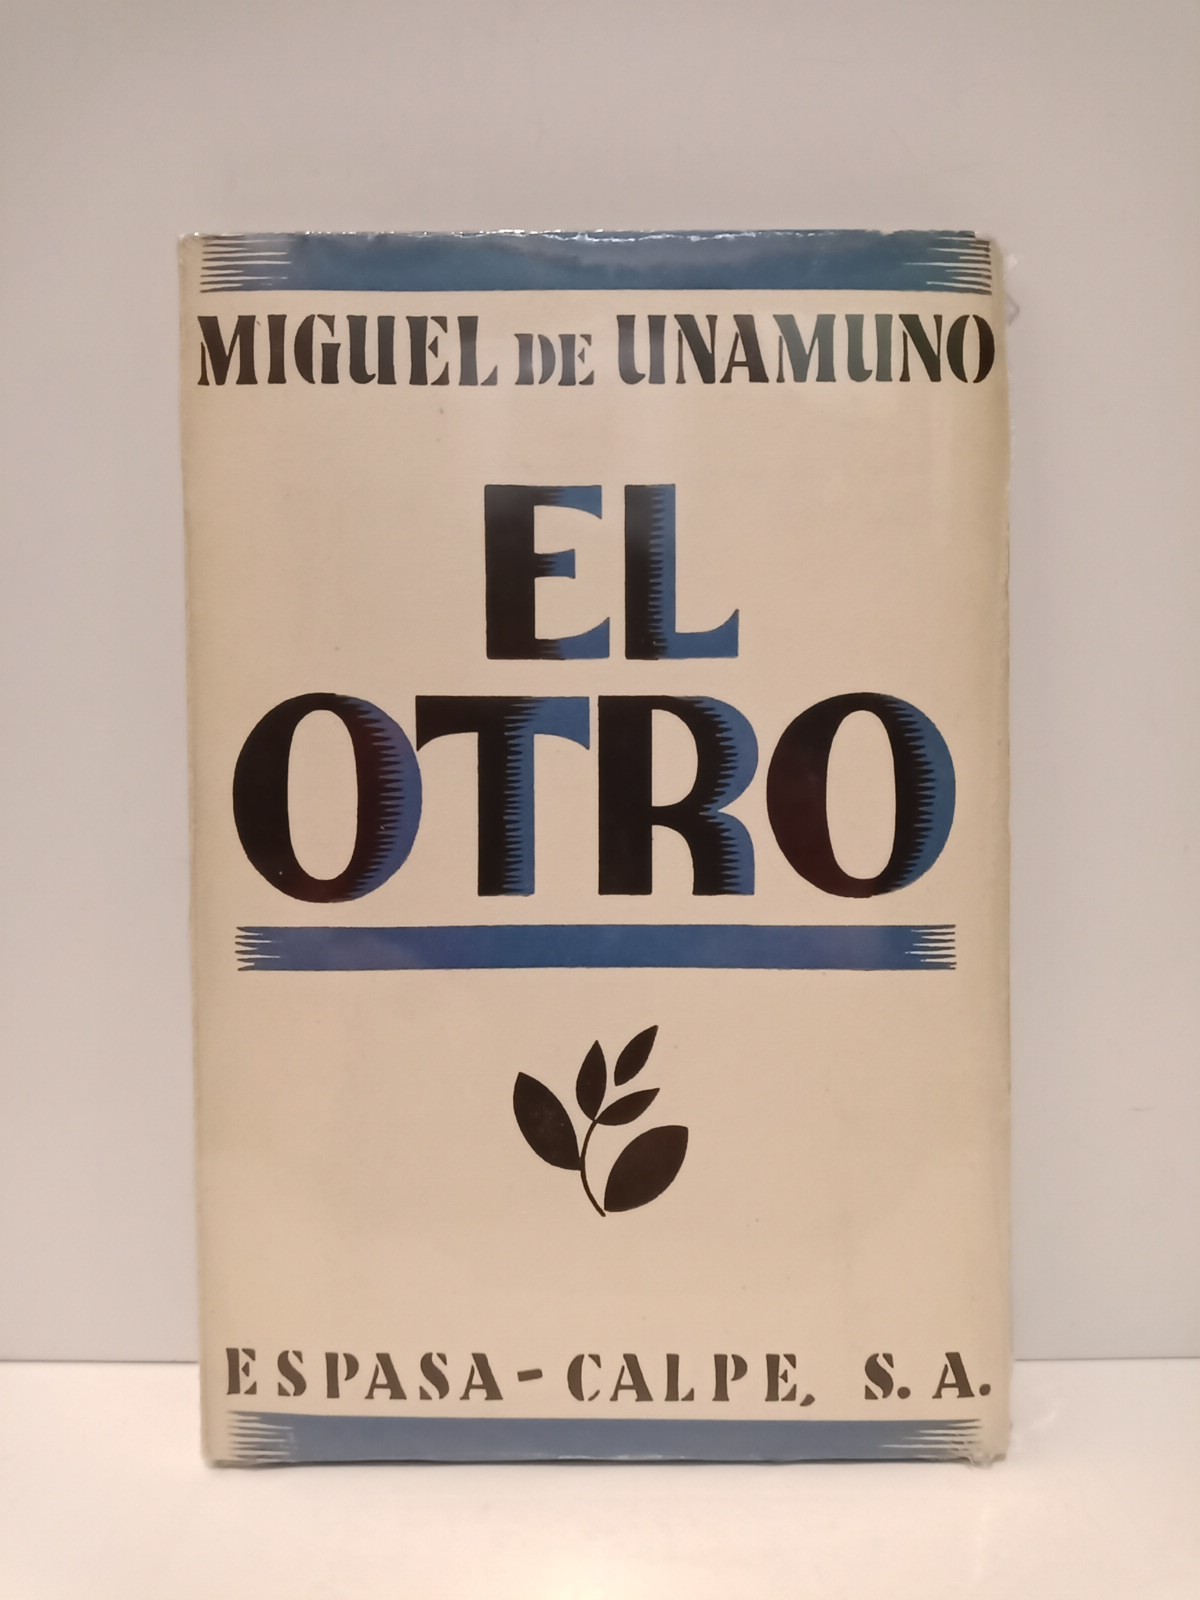 MIGUEL DE UNAMUNO
EL
OTRO
ESPASA-CALPE, S. A.